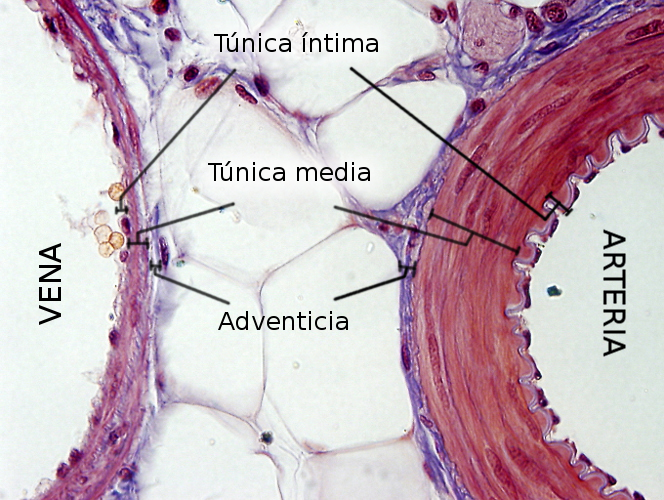 Túnica íntima
Túnica media
VENA
ARTERIA
Adventicia